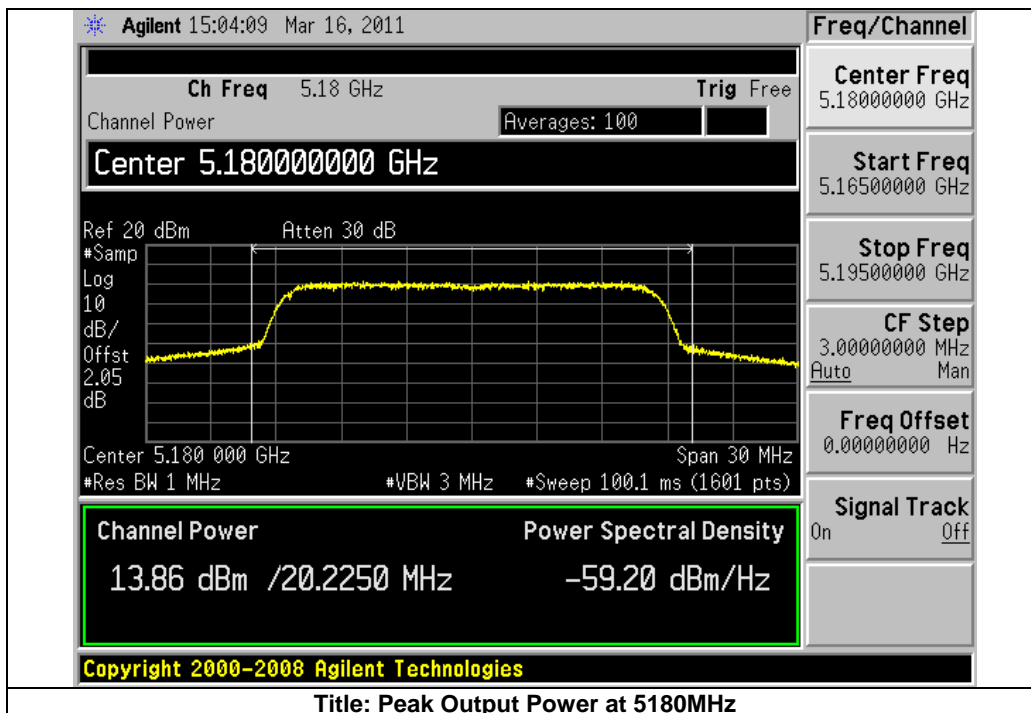 Agilent 15:04:09 Mar 16, 2011
Freq/Channel
Ch Freq 5.18 GHz Trig Free
Channel Power Averages: 100
Center 5.180000000 GHz
Ref 20 dBm Atten 30 dB
#Samp
Log
10
dB/
Offst
2.05
dB
Center 5.180 000 GHz Span 30 MHz
#Res BW 1 MHz #VBW 3 MHz #Sweep 100.1 ms (1601 pts)
Channel Power Power Spectral Density
13.86 dBm /20.2250 MHz -59.20 dBm/Hz
Copyright 2000-2008 Agilent Technologies
Center Freq
5.18000000 GHz
Start Freq
5.16500000 GHz
Stop Freq
5.19500000 GHz
CF Step
3.00000000 MHz
Auto Man
Freq Offset
0.00000000 Hz
Signal Track
On Off
Title: Peak Output Power at 5180MHz